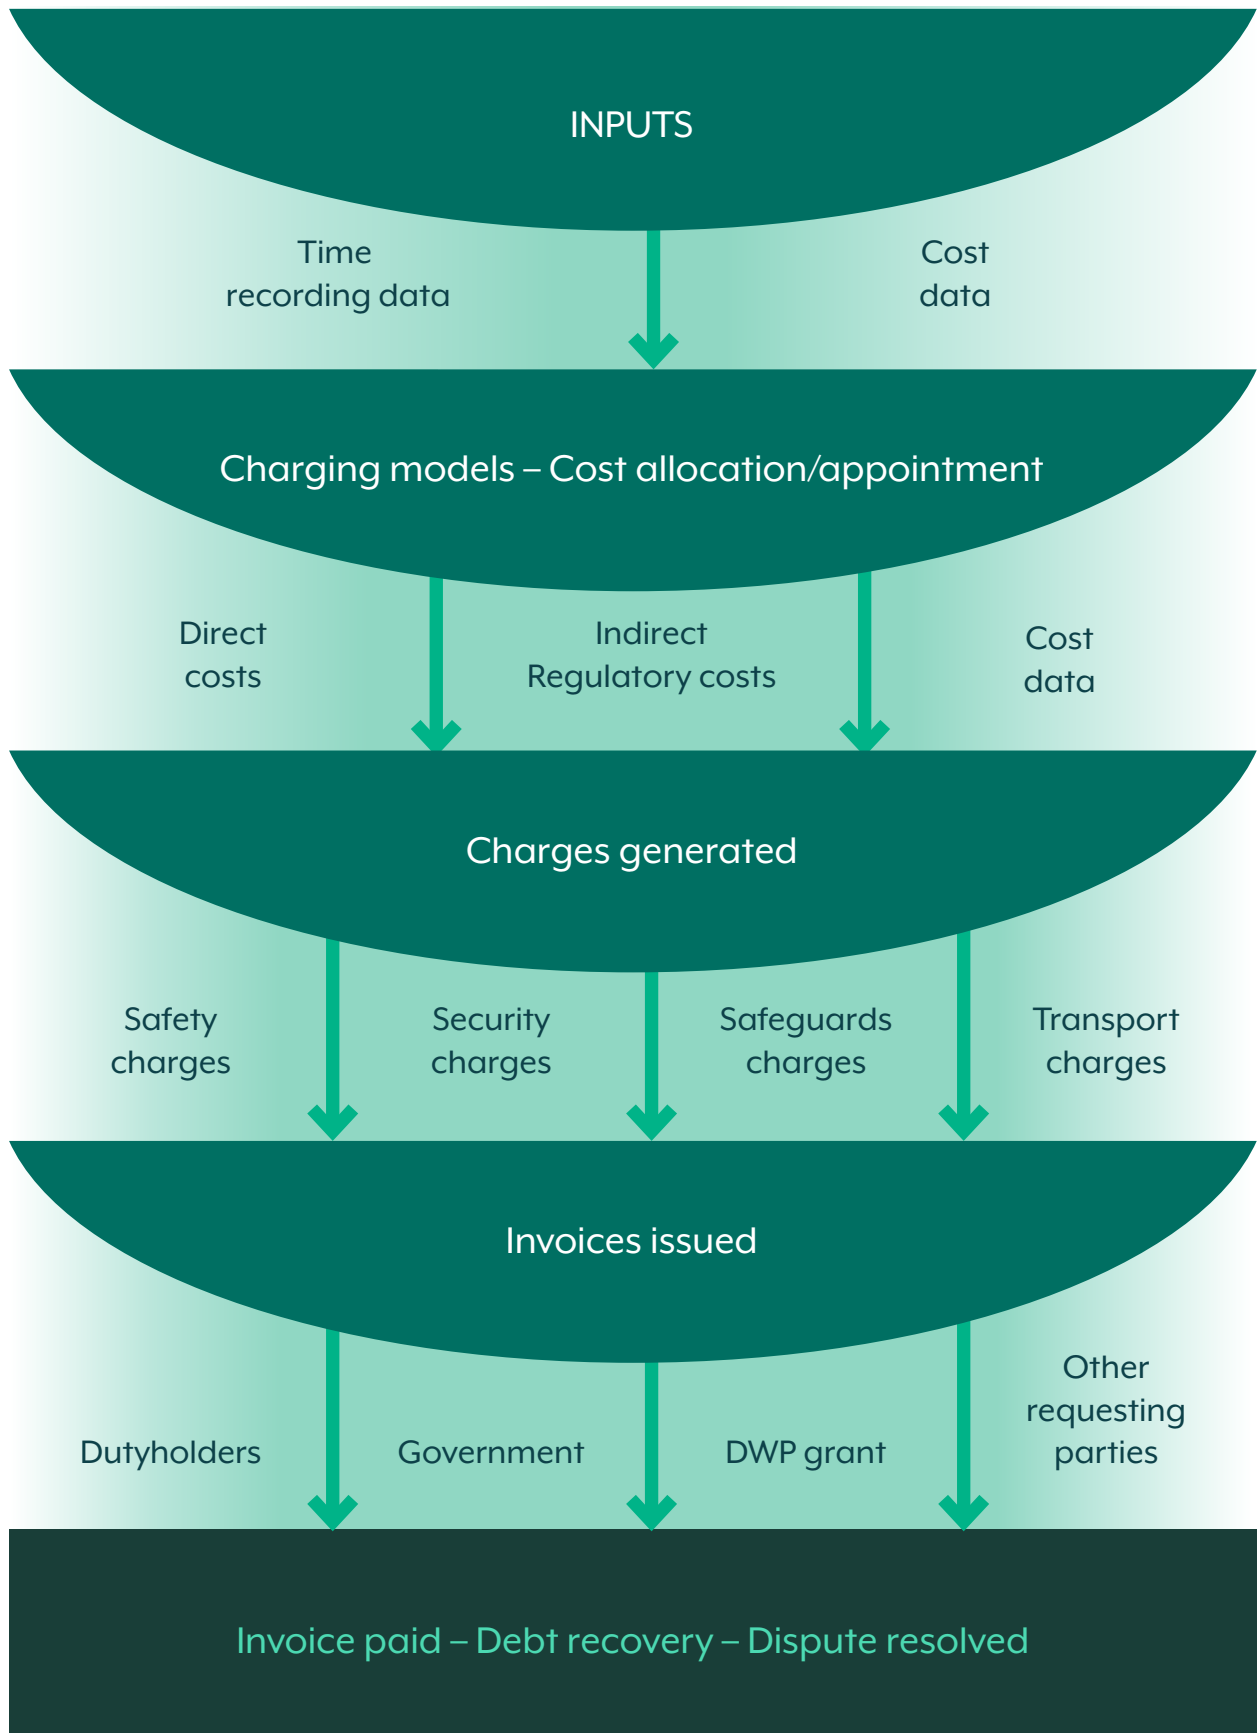 INPUTS
Time
recording data
Cost
data
Charging models – Cost allocation/appointment
Direct
costs
Indirect
Regulatory costs
Cost
data
Charges generated
Safety
charges
Security
charges
Safeguards
charges
Transport
charges
Invoices issued
Dutyholders
Government
DWP grant
Other
requesting
parties
Invoice paid – Debt recovery – Dispute resolved